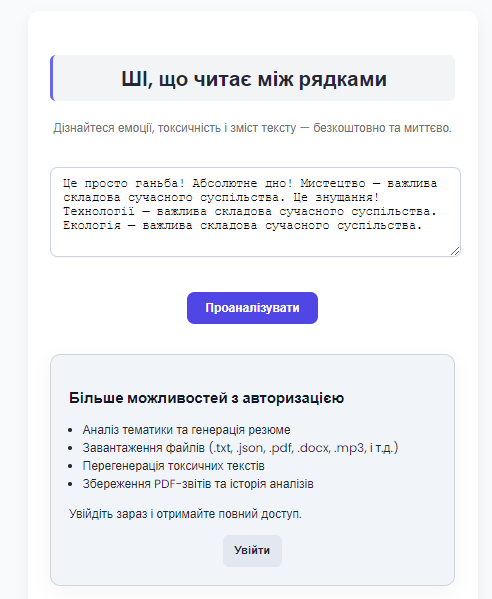 ШІ, що читає між рядками
Дізнайтеся емоції, токсичність і зміст тексту — безкоштовно та миттєво.
Це просто ганьба! Абсолютне дно! Мистецтво — важлива
складова сучасного суспільства. Це знущання!
Технології — важлива складова сучасного суспільства.
Екологія — важлива складова сучасного суспільства.
Проаналізувати
Більше можливостей з авторизацією
Аналіз тематики та генерація резюме
Завантаження файлів (.txt, .json, .pdf, .docx, .mp3, і т.д.)
Перегенерація токсичних текстів
Збереження PDF-звітів та історія аналізів
Увійдіть зараз і отримайте повний доступ.
Увійти